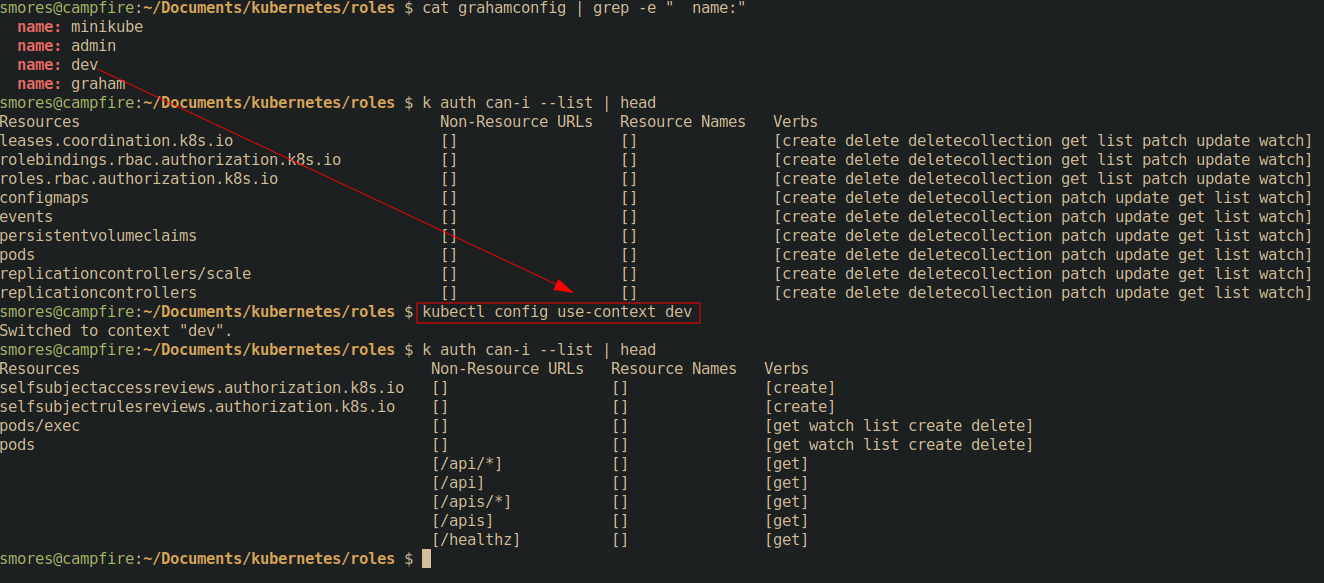 smores@campfire:~/Documents/kubernetes/roles $ cat grahamconfig | grep -e "  name:"
  name: minikube
  name: admin
  name: dev
  name: graham
smores@campfire:~/Documents/kubernetes/roles $ k auth can-i --list | head
Resources                                       Non-Resource URLs   Resource Names   Verbs
leases.coordination.k8s.io                      []                  []               [create delete deletecollection get list patch update watch]
rolebindings.rbac.authorization.k8s.io          []                  []               [create delete deletecollection get list patch update watch]
roles.rbac.authorization.k8s.io                 []                  []               [create delete deletecollection get list patch update watch]
configmaps                                      []                  []               [create delete deletecollection patch update get list watch]
events                                          []                  []               [create delete deletecollection patch update get list watch]
persistentvolumeclaims                          []                  []               [create delete deletecollection patch update get list watch]
pods                                            []                  []               [create delete deletecollection patch update get list watch]
replicationcontrollers/scale                    []                  []               [create delete deletecollection patch update get list watch]
replicationcontrollers                          []                  []               [create delete deletecollection patch update get list watch]
smores@campfire:~/Documents/kubernetes/roles $ kubectl config use-context dev
Switched to context "dev".
smores@campfire:~/Documents/kubernetes/roles $ k auth can-i --list | head
Resources                                       Non-Resource URLs   Resource Names   Verbs
selfsubjectaccessreviews.authorization.k8s.io   []                  []               [create]
selfsubjectrulesreviews.authorization.k8s.io    []                  []               [create]
pods/exec                                       []                  []               [get watch list create delete]
pods                                            []                  []               [get watch list create delete]
                                                [/api/*]            []               [get]
                                                [/api]              []               [get]
                                                [/apis/*]           []               [get]
                                                [/apis]             []               [get]
                                                [/healthz]          []               [get]
smores@campfire:~/Documents/kubernetes/roles $